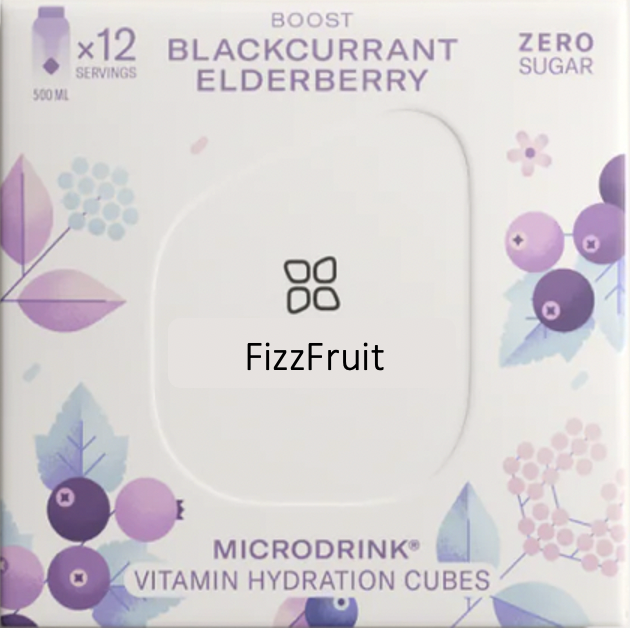 BOOST
BLACKCURRANT
ELDERBERRY
×12
SERVINGS
500 ML
ZERO
SUGAR
FizzFruit
MICRODRINK®
VITAMIN HYDRATION CUBES